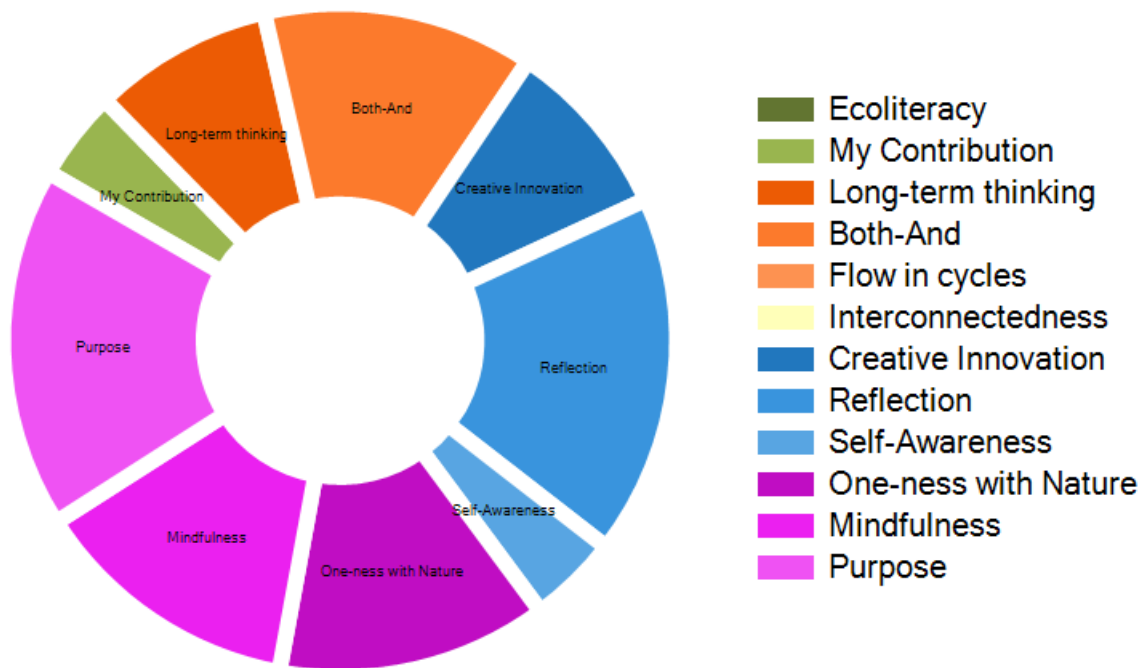 Both-And
Long-term thinking
Creative Innovation
My Contribution
Purpose
Reflection
Self-Awareness
Mindfulness
One-ness with Nature
Ecoliteracy
My Contribution
Long-term thinking
Both-And
Flow in cycles
Interconnectedness
Creative Innovation
Reflection
Self-Awareness
One-ness with Nature
Mindfulness
Purpose